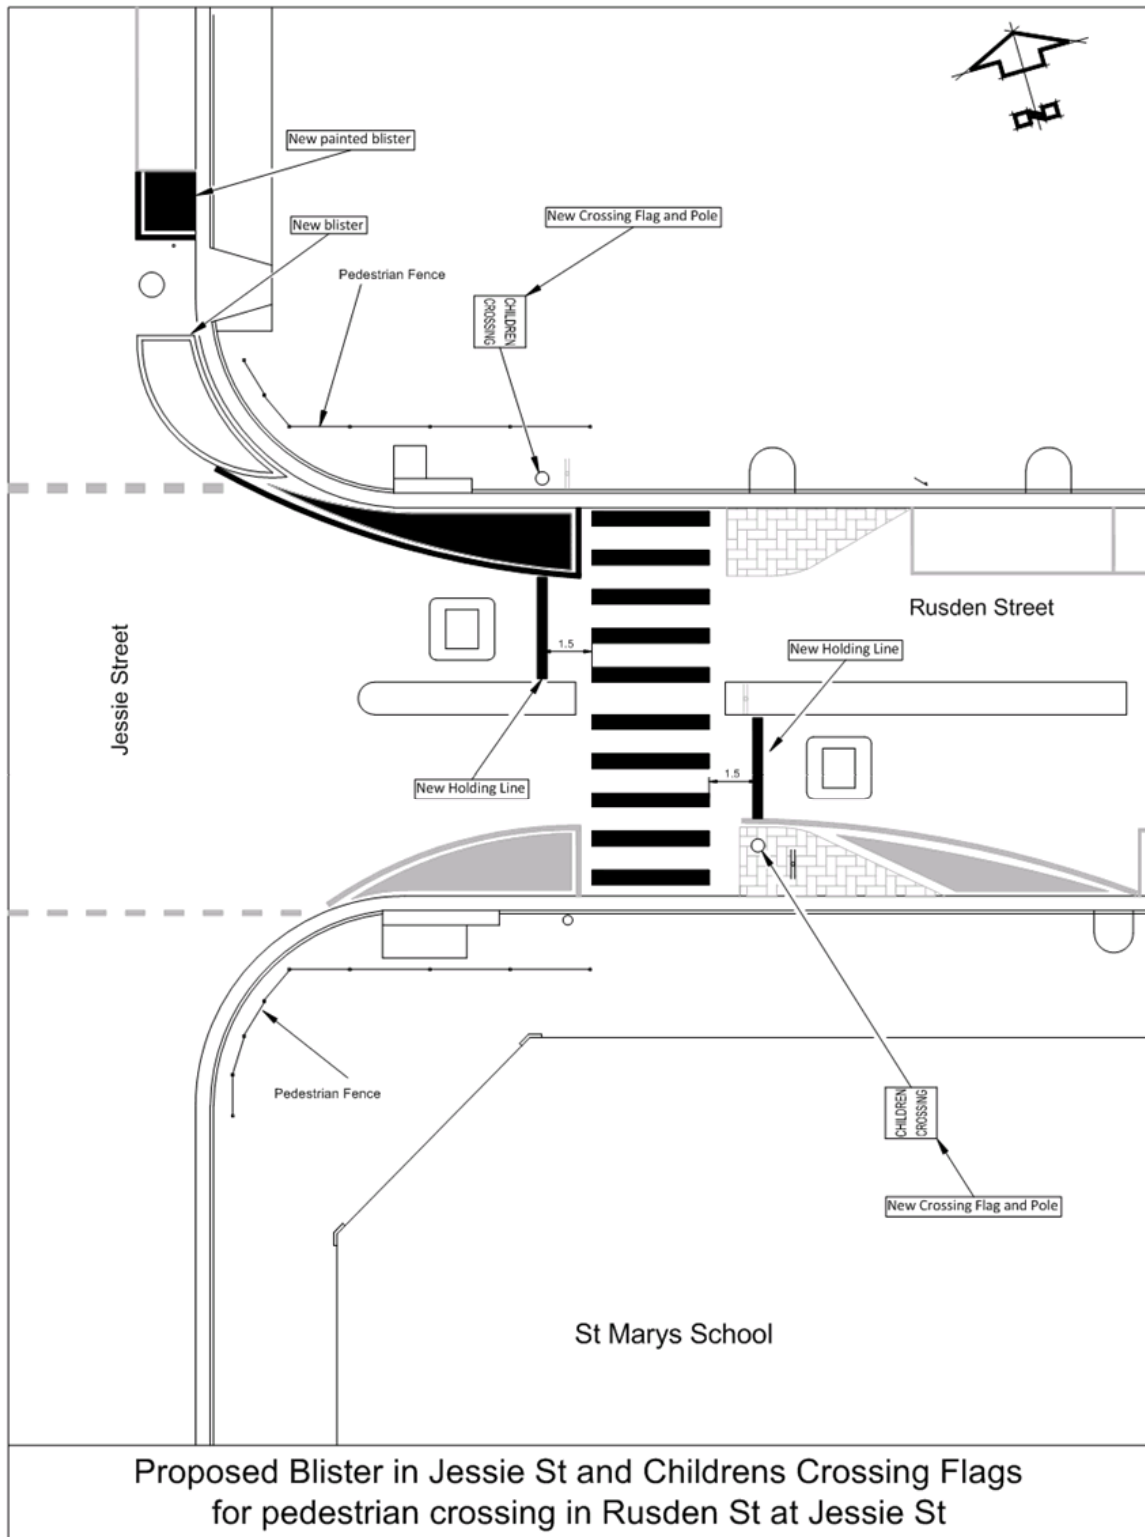 N
New painted blister
New Crossing Flag and Pole
New blister
Pedestrian Fence
CHILDREN
CROSSING
Rusden Street
Jessie Street
1.5
New Holding Line
1.5
New Holding Line
Pedestrian Fence
CHILDREN
CROSSING
New Crossing Flag and Pole
St Marys School
Proposed Blister in Jessie St and Childrens Crossing Flags
for pedestrian crossing in Rusden St at Jessie St